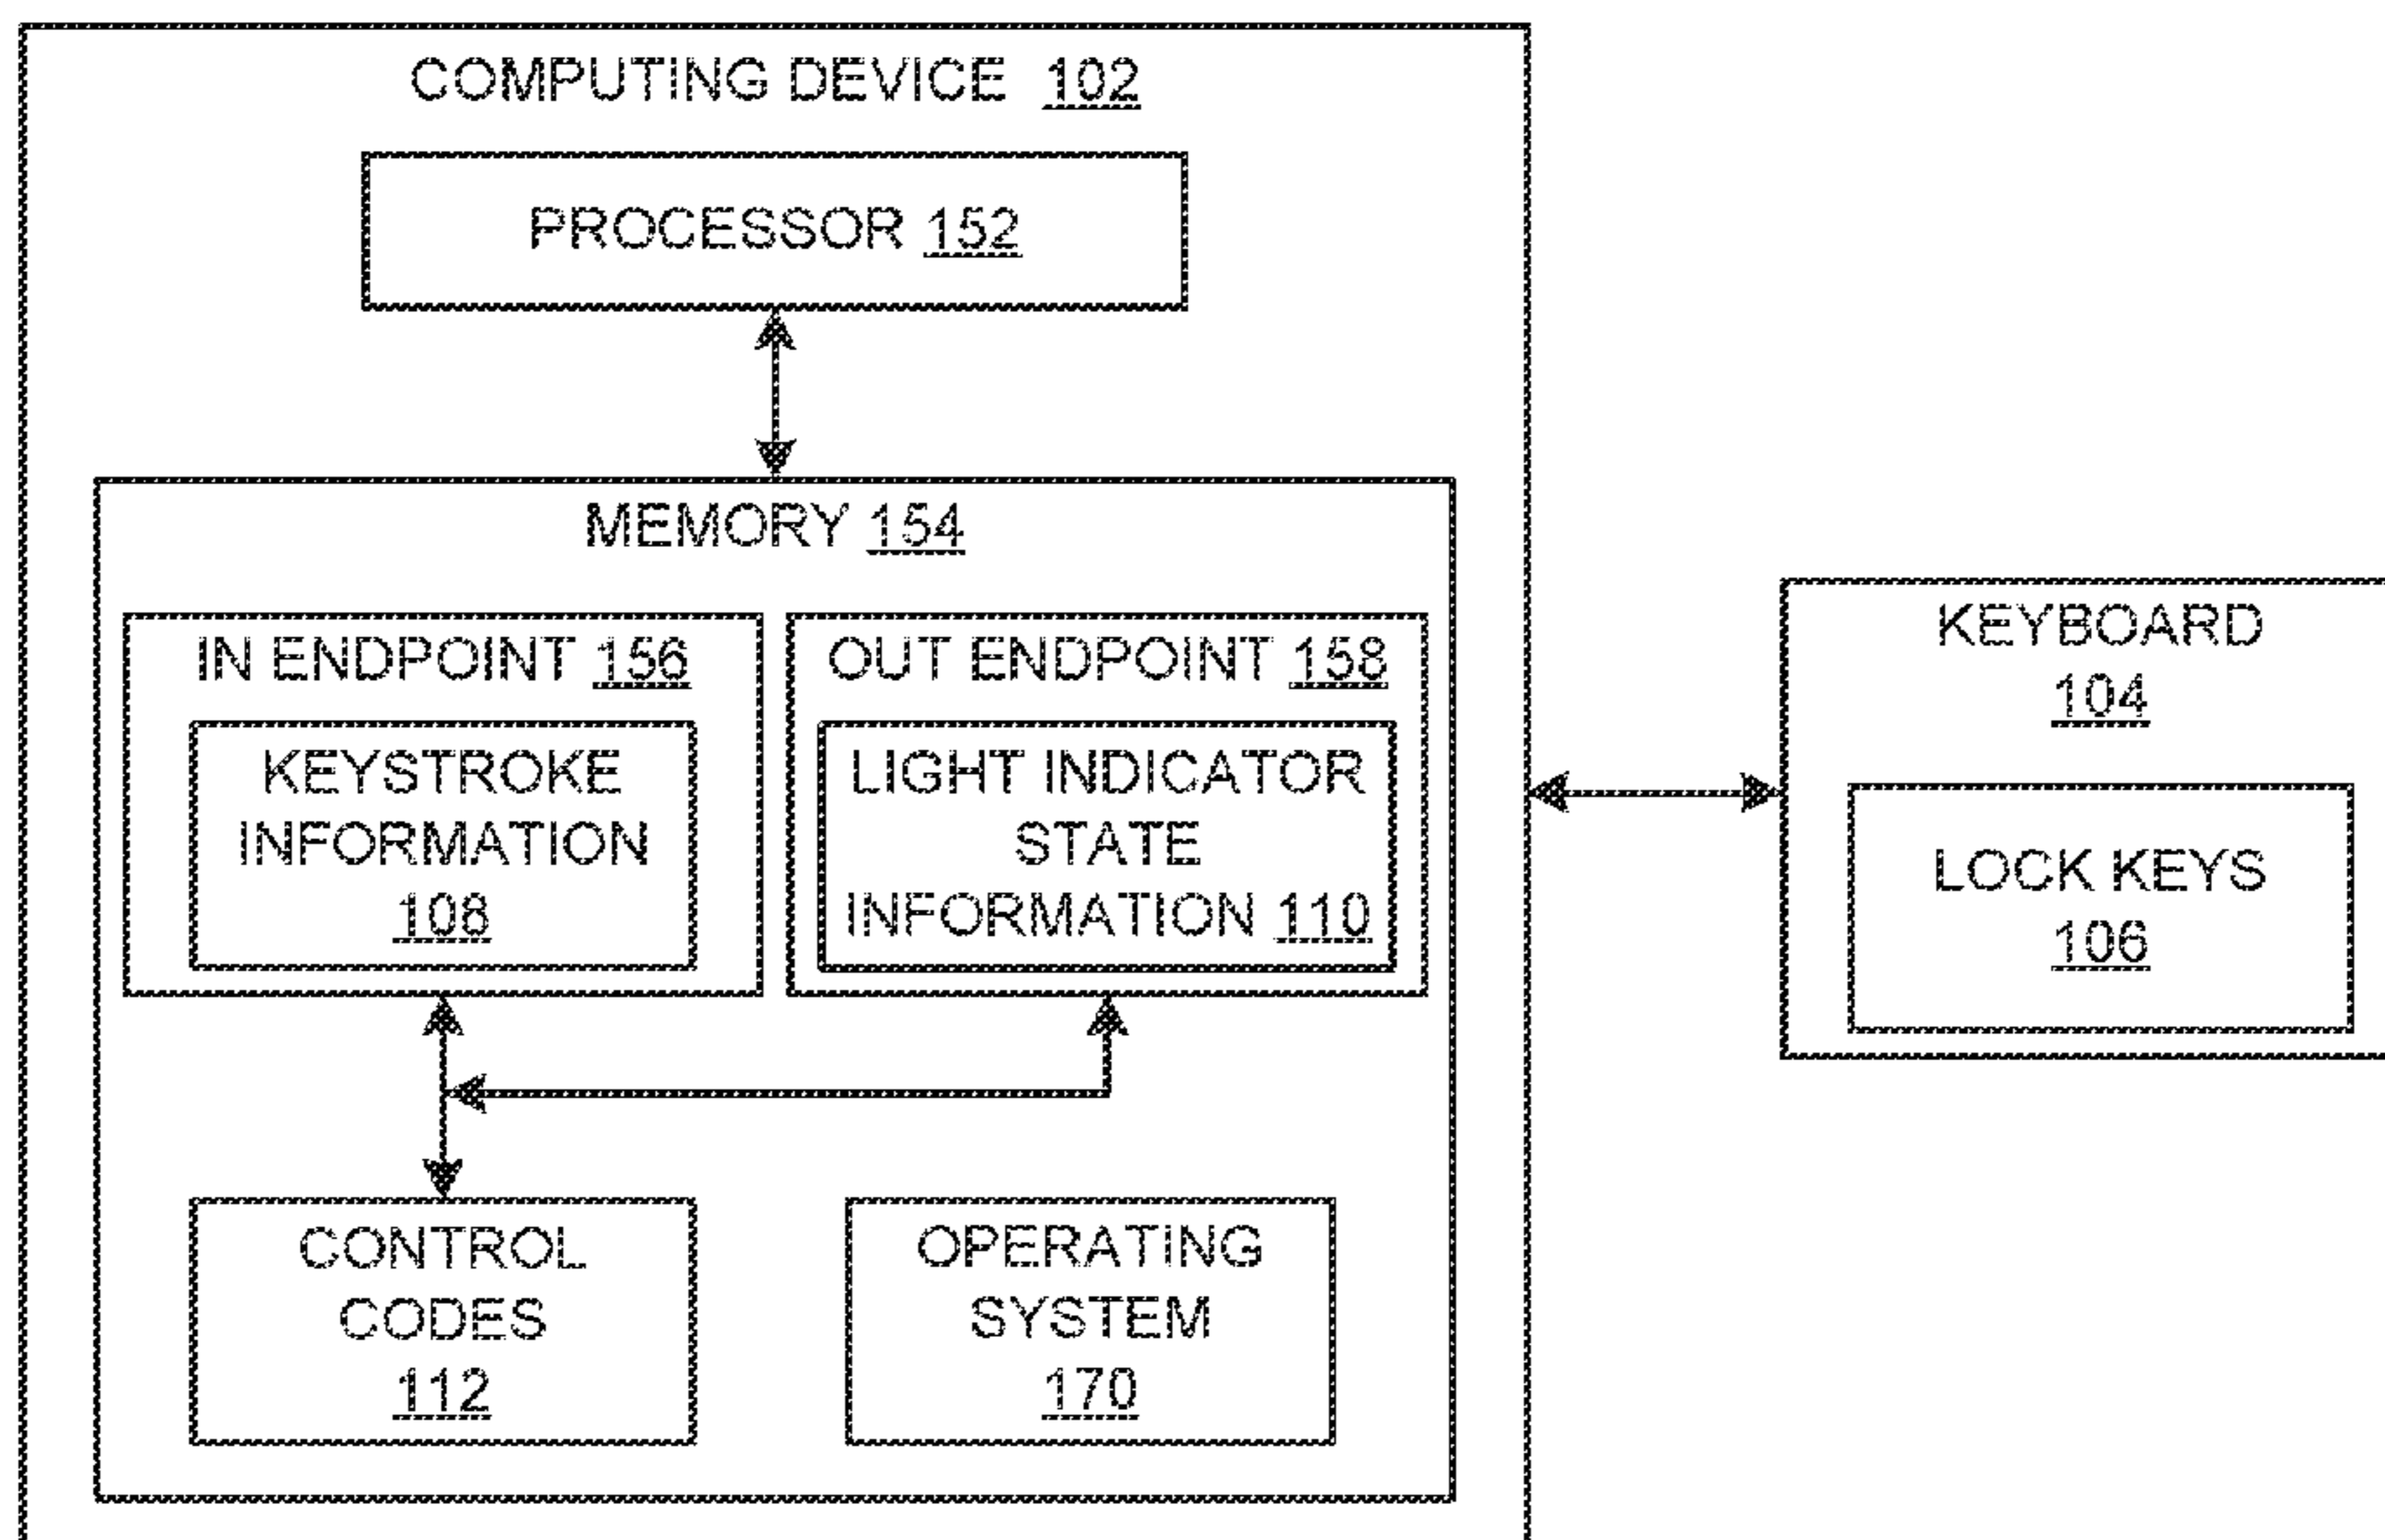 COMPUTING DEVICE 102
PROCESSOR 152
MEMORY 154
IN ENDPOINT 156
KEYSTROKE
INFORMATION
108
OUT ENDPOINT 158
LIGHT INDICATOR
STATE
INFORMATION 110
CONTROL
CODES
112
OPERATING
SYSTEM
170
KEYBOARD
104
LOCK KEYS
106